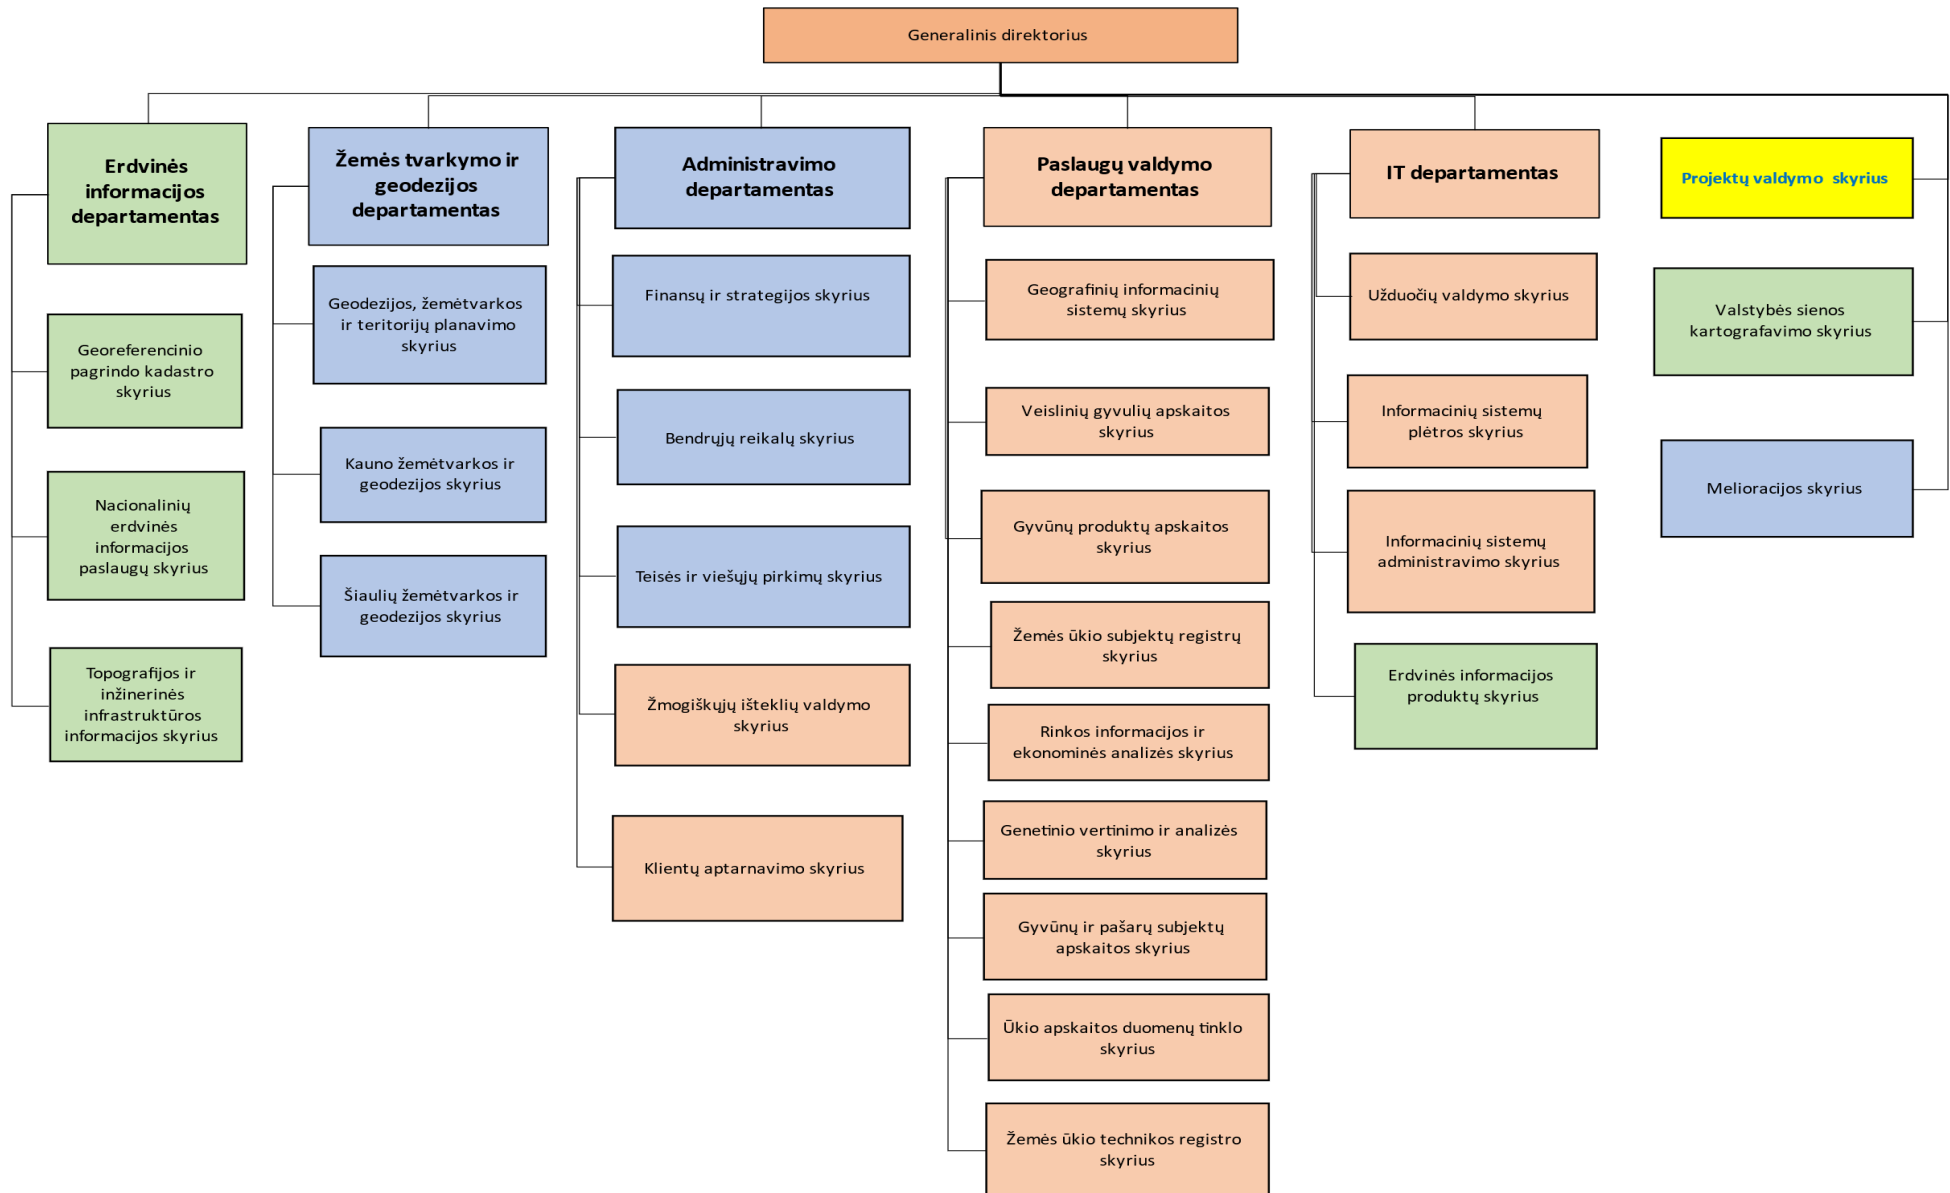 Generalinis direktorius
Erdvinės
informacijos
departamentas
Georeferencinio
pagrindo kadastro
skyrius
Nacionalinių
erdvinės
informacijos
paslaugų skyrius
Topografijos ir
inžinerinės
infrastruktūros
informacijos skyrius
Žemės tvarkymo ir
geodezijos
departamentas
Geodezijos, žemėtvarkos
ir teritorijų planavimo
skyrius
Kauno žemėtvarkos ir
geodezijos skyrius
Šiaulių žemėtvarkos ir
geodezijos skyrius
Administravimo
departamentas
Finansų ir strategijos skyrius
Bendrųjų reikalų skyrius
Teisės ir viešųjų pirkimų skyrius
Žmogiškųjų išteklių valdymo
skyrius
Klientų aptarnavimo skyrius
Paslaugų valdymo
departamentas
Geografinių informacinių
sistemų skyrius
Veislinių gyvulių apskaitos
skyrius
Gyvūnų produktų apskaitos
skyrius
Žemės ūkio subjektų registrų
skyrius
Rinkos informacijos ir
ekonominės analizės skyrius
Genetinio vertinimo ir analizės
skyrius
Gyvūnų ir pašarų subjektų
apskaitos skyrius
Ūkio apskaitos duomenų tinklo
skyrius
Žemės ūkio technikos registro
skyrius
IT departamentas
Užduočių valdymo skyrius
Informacinių sistemų
plėtros skyrius
Informacinių sistemų
administravimo skyrius
Erdvinės informacijos
produktų skyrius
Projektų valdymo  skyrius
Valstybės sienos
kartografavimo skyrius
Melioracijos skyrius